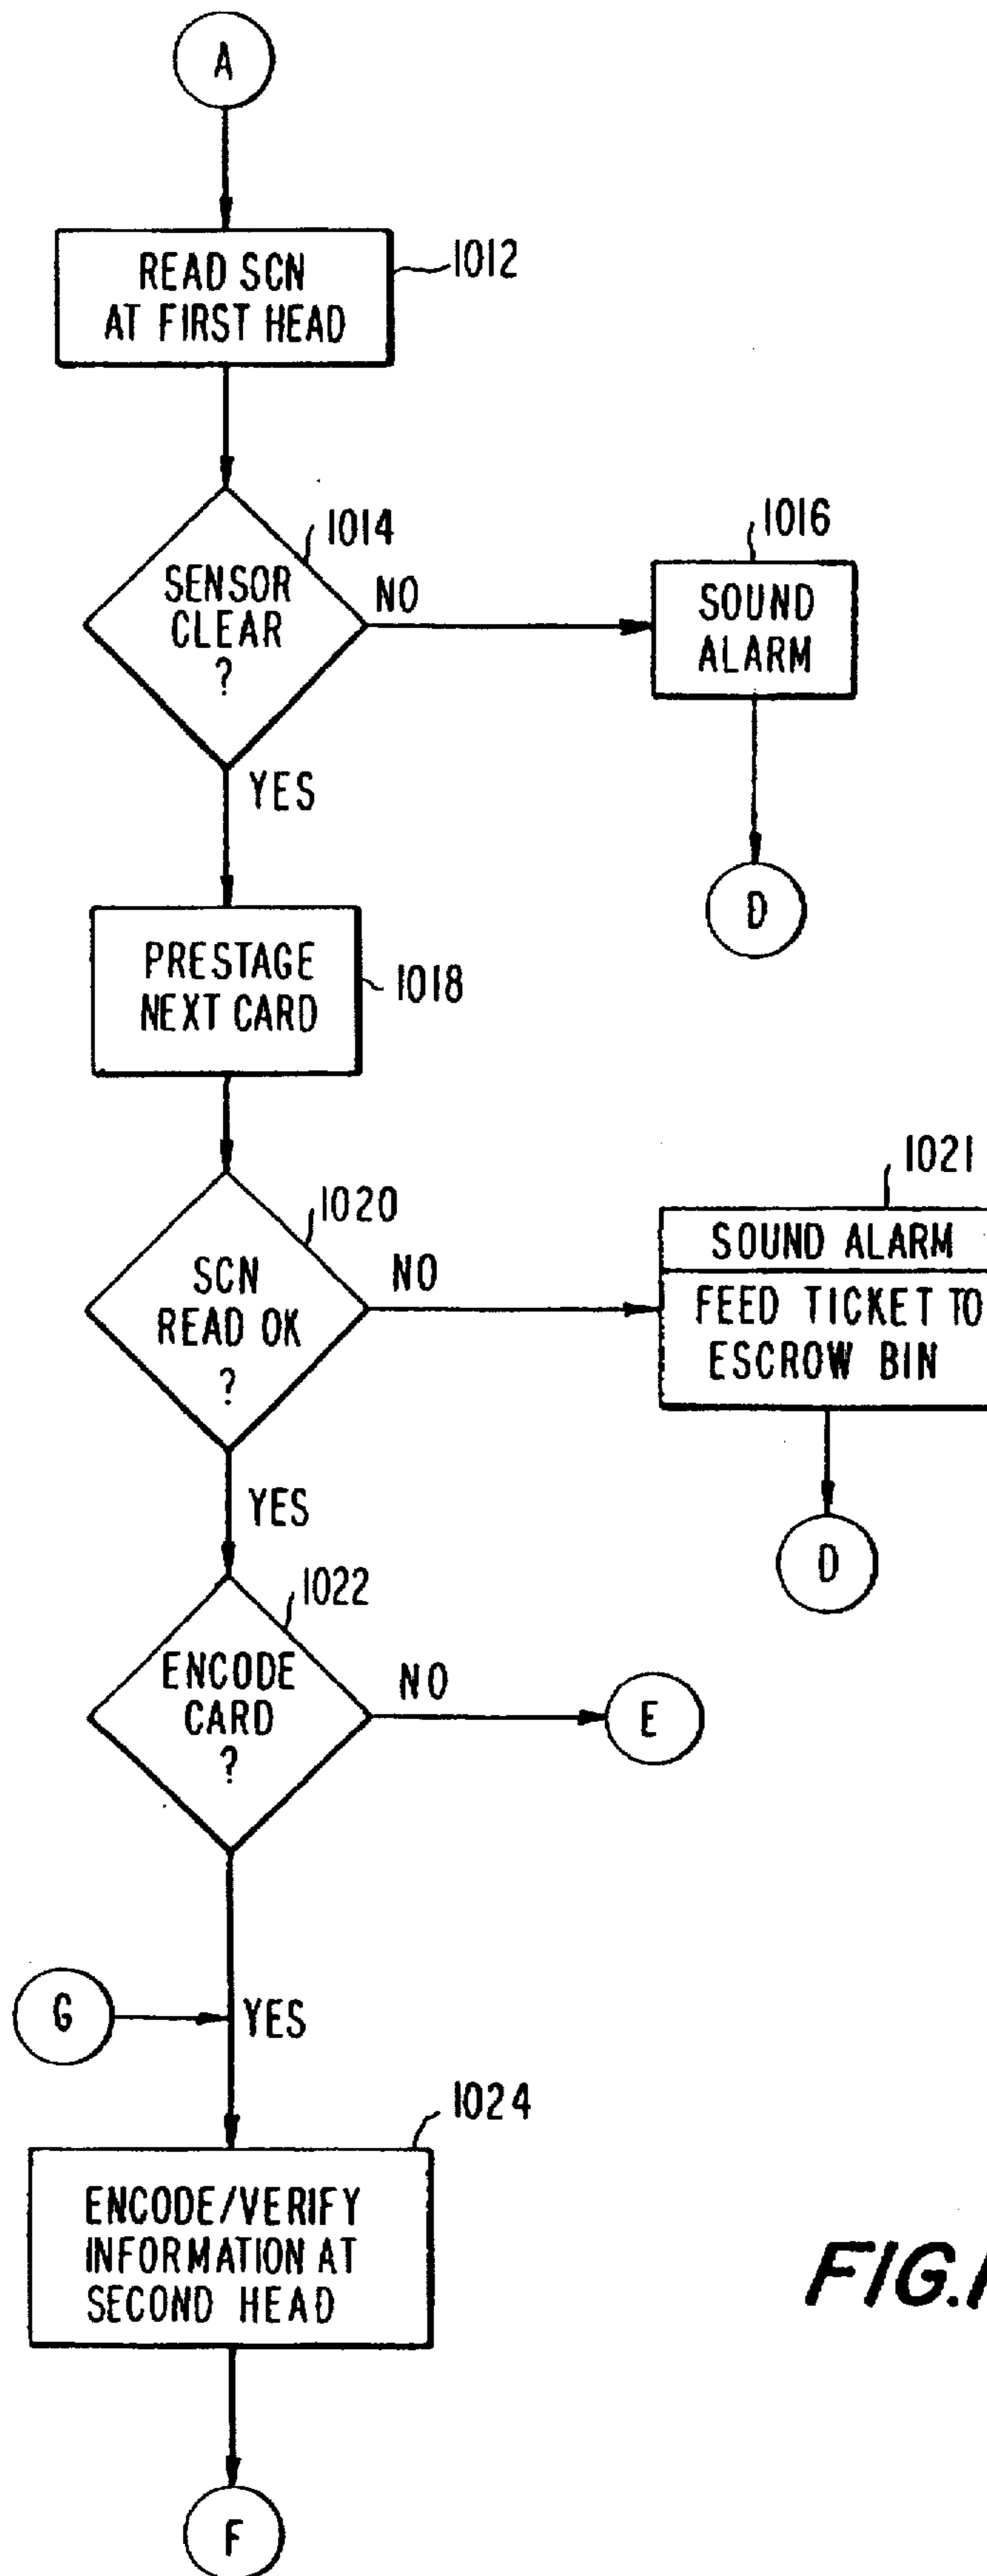 A
READ SCN
AT FIRST HEAD
1012
SENSOR
CLEAR
?
1014
NO
SOUND
ALARM
1016
D
YES
PRESTAGE
NEXT CARD
1018
SCN
READ OK
?
1020
NO
1021
SOUND ALARM
FEED TICKET TO
ESCROW BIN
D
YES
ENCODE
CARD
?
1022
NO
E
G
YES
1024
ENCODE/VERIFY
INFORMATION AT
SECOND HEAD
F